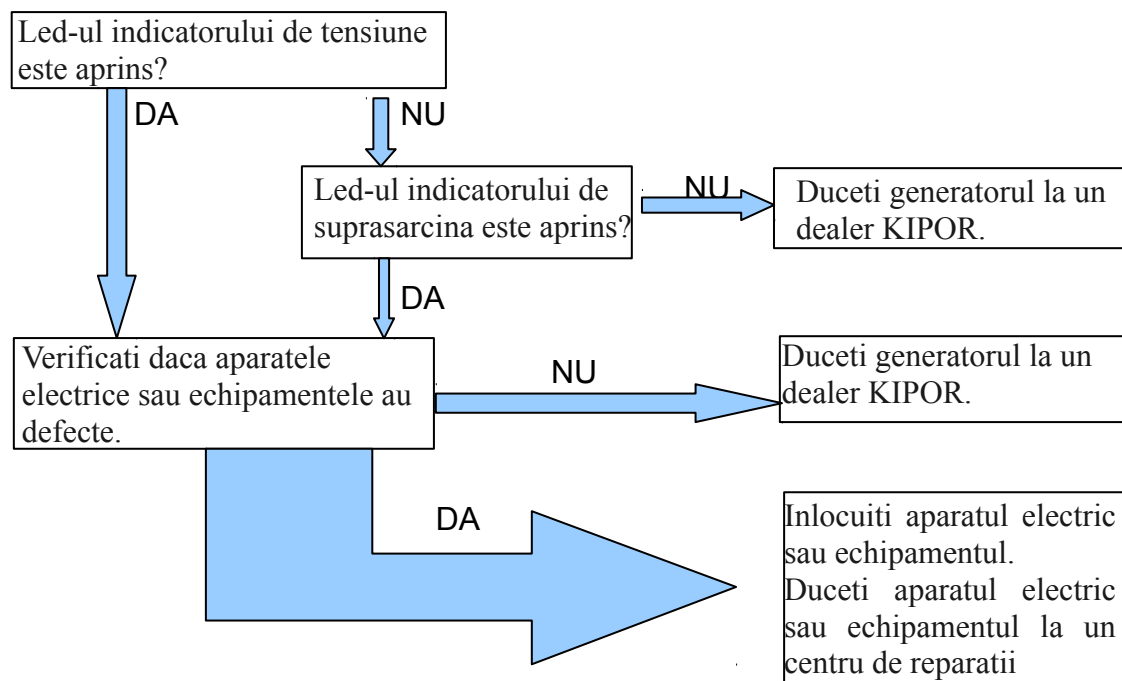 Led-ul indicatorului de tensiune
este aprins?
DA
NU
Led-ul indicatorului de
suprasarcina este aprins?
NU
Duceti generatorul la un
dealer KIPOR.
DA
Verificati daca aparatele
electrice sau echipamentele au
defecte.
NU
Duceti generatorul la un
dealer KIPOR.
DA
Inlocuiti aparatul electric
sau echipamentul.
Duceti aparatul electric
sau echipamentul la un
centru de reparatii